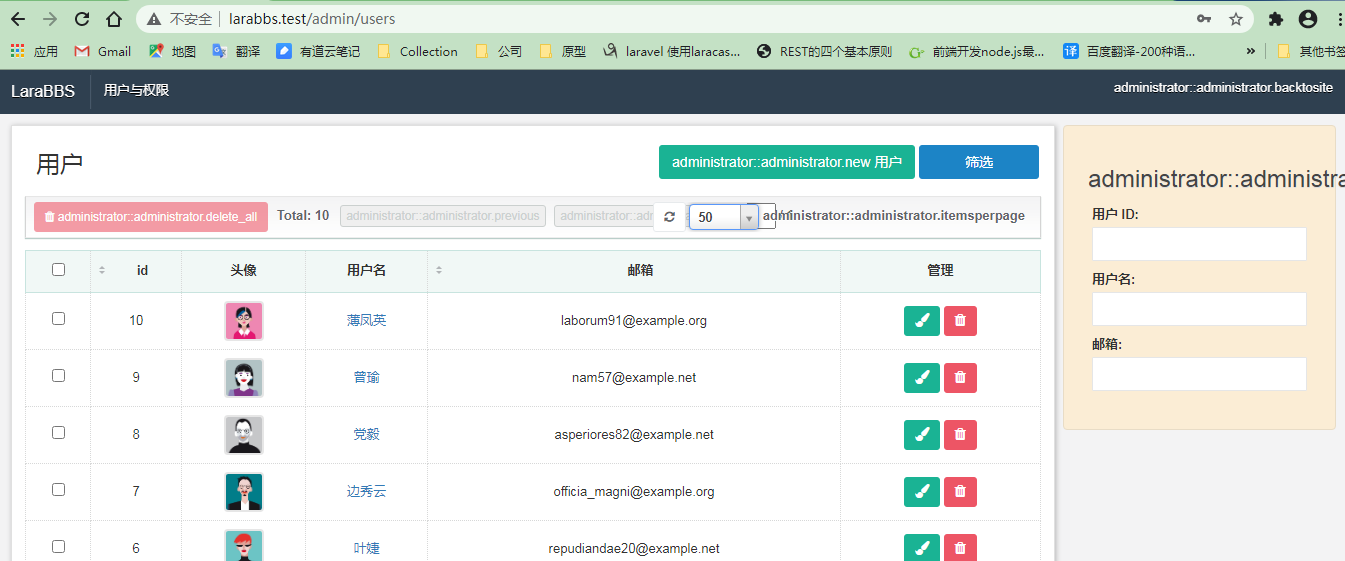 不安全 larabbs.test/admin/users
应用 Gmail 地图 翻译 有道云笔记 Collection 公司 原型 laravel 使用laracas... REST的四个基本原则 前端开发node.js最... 百度翻译-200种语... » 其他书签
LaraBBS 用户与权限 administrator::administrator.backtosite
用户 administrator::administrator.new 用户 筛选
administrator::administrator.delete_all Total: 10 administrator::administrator.previous administrator::adm 50 administrator::administrator.itemsperpage
id 头像 用户名 邮箱 管理
10 薄凤英 laborum91@example.org
9 曾瑜 nam57@example.net
8 党毅 asperiores82@example.net
7 边秀云 officia_magni@example.org
6 叶婕 repudiandae20@example.net
administrator::administra
用户 ID:
用户名:
邮箱: